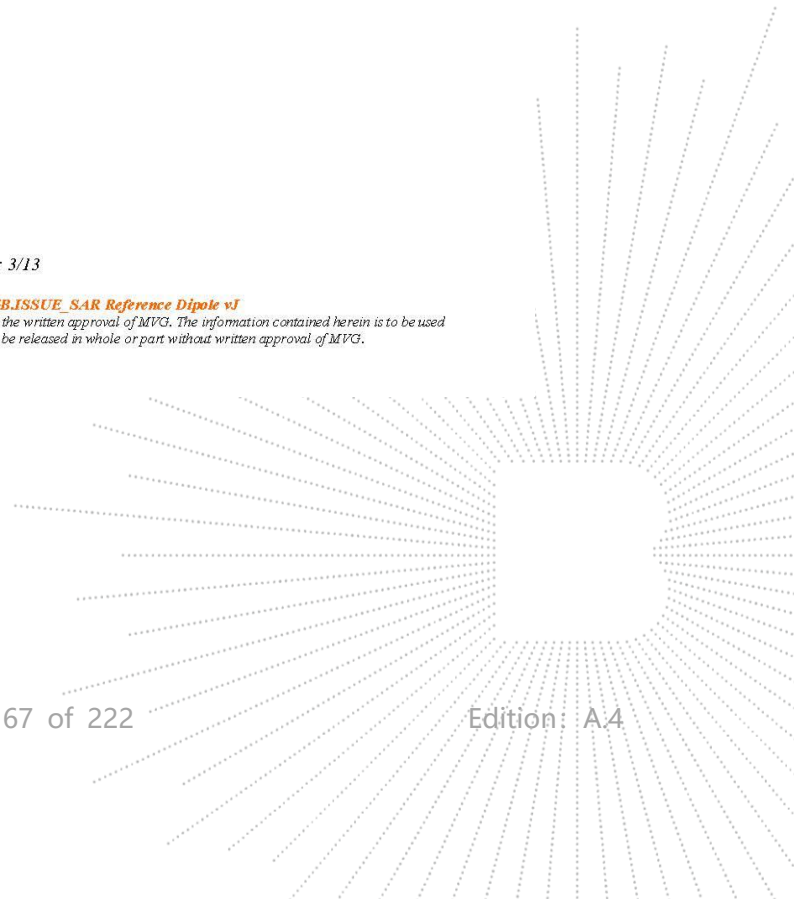 : 3/13
B.ISSUE_SAR Reference Dipole vJ
the written approval of MVG. The information contained herein is to be used
be released in whole or part without written approval of MVG.
67 of 222 Edition: A.4